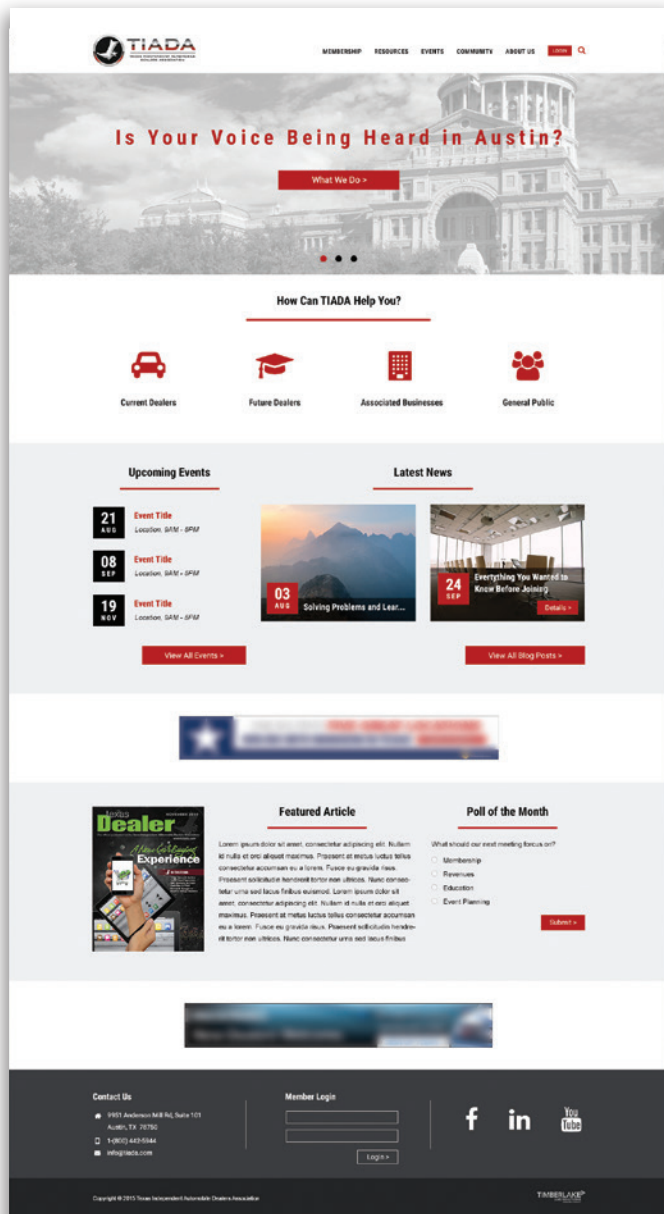 TIADA
TEXAS INDEPENDENT AUTOMOBILE
DEALERS ASSOCIATION
MEMBERSHIP RESOURCES EVENTS COMMUNITY ABOUT US LOGIN
Is Your Voice Being Heard in Austin?
What We Do >
How Can TIADA Help You?
Current Dealers Future Dealers Associated Businesses General Public
Upcoming Events
21
AUG
Event Title
Location, 9AM - 5PM
08
SEP
Event Title
Location, 9AM - 5PM
19
NOV
Event Title
Location, 9AM - 5PM
View All Events >
Latest News
03
AUG
Solving Problems and Lear...
24
SEP
Evertything You Wanted to
Know Before Joining
Details >
View All Blog Posts >
texas
Dealer
Experience
Featured Article
Lorem ipsum dolor sit amet, consectetur adipiscing elit. Nullam
id nulla et orci aliquet maximus. Praesent at metus luctus tellus
consectetur accumsan eu a lorem. Fusce eu gravida risus.
Praesent sollicitudin hendrerit tortor non ultrices. Nunc consec-
tetur urna sed lacus finibus euismod. Lorem ipsum dolor sit
amet, consectetur adipiscing elit. Nullam id nulla et orci aliquet
maximus. Praesent at metus luctus tellus consectetur accumsan
eu a lorem. Fusce eu gravida risus. Praesent sollicitudin hendre-
rit tortor non ultrices. Nunc consectetur urna sed lacus finibus
Poll of the Month
What should our next meeting forcus on?
Membership
Revenues
Education
Event Planning
Submit >
Contact Us
9951 Anderson Mill Rd, Suite 101
Austin, TX 78750
1-(800) 442-5944
info@tiada.com
Member Login
Login >
f in You
Tube
Copyright © 2015 Texas Independent Automobile Dealers Association
TIMBERLAKE